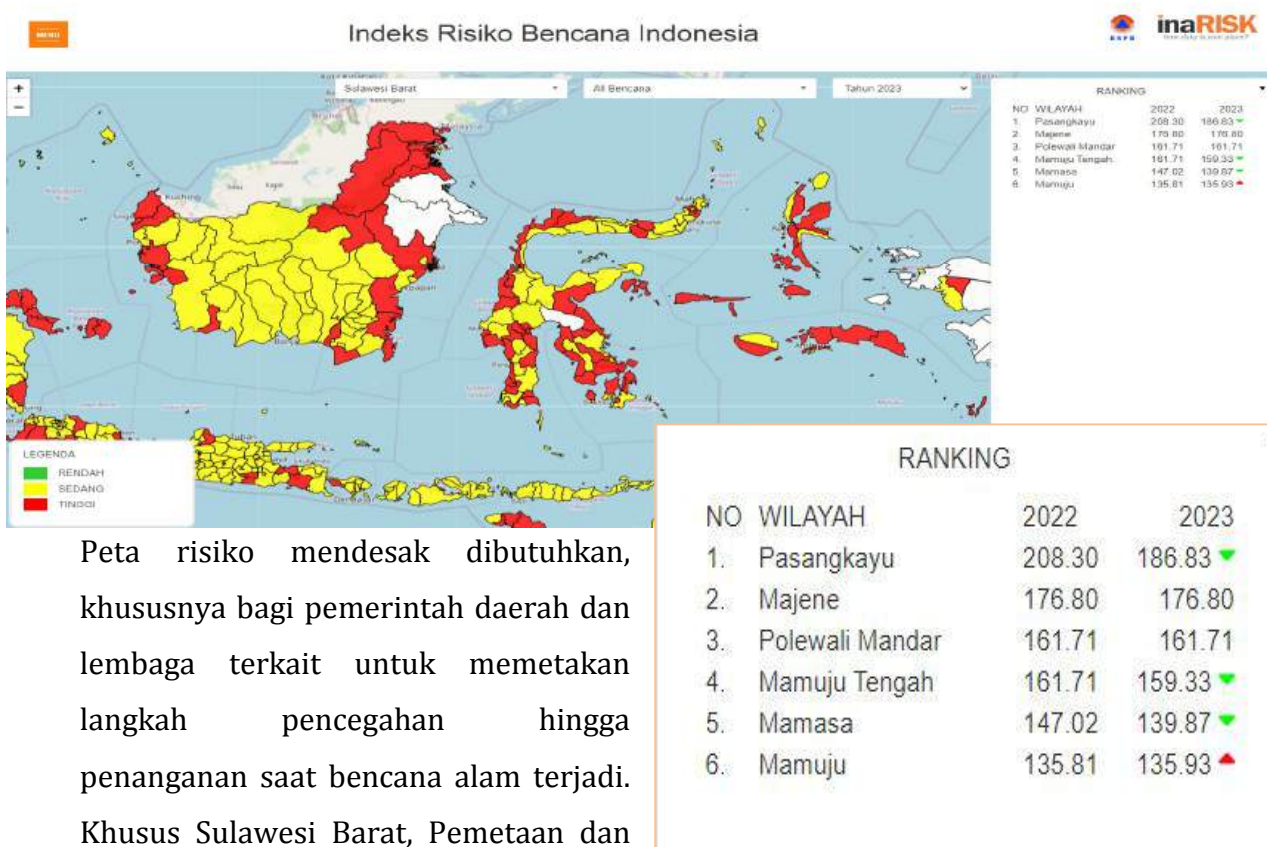 MENU
Indeks Risiko Bencana Indonesia
BNPB
inaRISK
+
−
Sulawesi Barat
All Bencana
Tahun 2023
RANKING
NO WILAYAH 2022 2023
1. Pasangkayu 208.30 186.83
2. Majene 176.80 176.80
3. Polewali Mandar 161.71 161.71
4. Mamuju Tengah 161.71 159.33
5. Mamasa 147.02 139.87
6. Mamuju 135.81 135.93
Brunei
Malaysia
Kuching
LEGENDA
RENDAH
SEDANG
TINGGI
Peta risiko mendesak dibutuhkan,
khususnya bagi pemerintah daerah dan
lembaga terkait untuk memetakan
langkah pencegahan hingga
penanganan saat bencana alam terjadi.
Khusus Sulawesi Barat, Pemetaan dan
RANKING
NO WILAYAH 2022 2023
1. Pasangkayu 208.30 186.83
2. Majene 176.80 176.80
3. Polewali Mandar 161.71 161.71
4. Mamuju Tengah 161.71 159.33
5. Mamasa 147.02 139.87
6. Mamuju 135.81 135.93